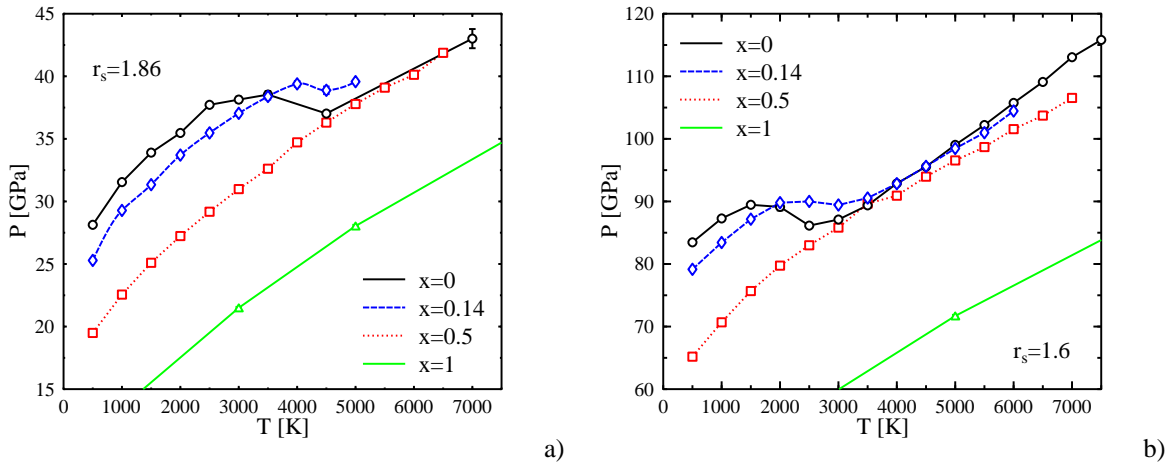 45
40
35
30
25
20
15
P [GPa]
r_s=1.86
x=0
x=0.14
x=0.5
x=1
0 1000 2000 3000 4000 5000 6000 7000
T [K]
a)
120
110
100
90
80
70
60
P [GPa]
x=0
x=0.14
x=0.5
x=1
r_s=1.6
0 1000 2000 3000 4000 5000 6000 7000
T [K]
b)